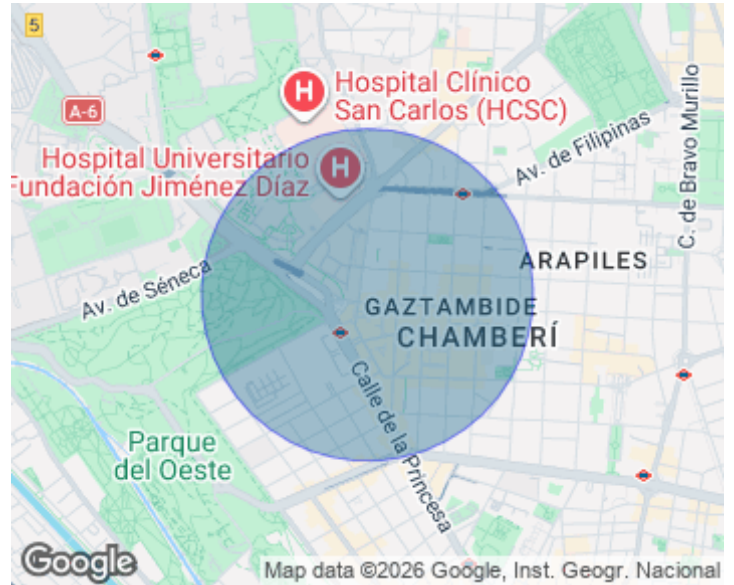 5
Hospital Clínico
San Carlos (HCSC)
A-6
Hospital Universitario
Fundación Jiménez Díaz
H
H
Av. de Filipinas
C. de Bravo Murillo
ARAPILES
Av. de Séneca
GAZTAMBIDE
CHAMBERÍ
Calle de la Princesa
Parque
del Oeste
Google
Map data ©2026 Google, Inst. Geogr. Nacional